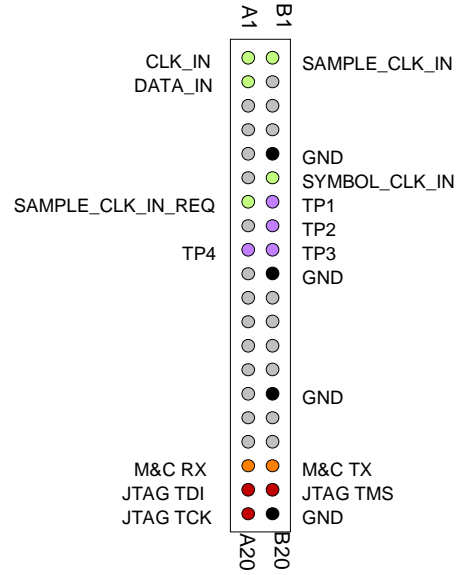 A1 B1
CLK_IN SAMPLE_CLK_IN
DATA_IN
GND
SYMBOL_CLK_IN
SAMPLE_CLK_IN_REQ TP1
TP2
TP4 TP3
GND
GND
M&C RX M&C TX
JTAG TDI JTAG TMS
JTAG TCK GND
A20 B20